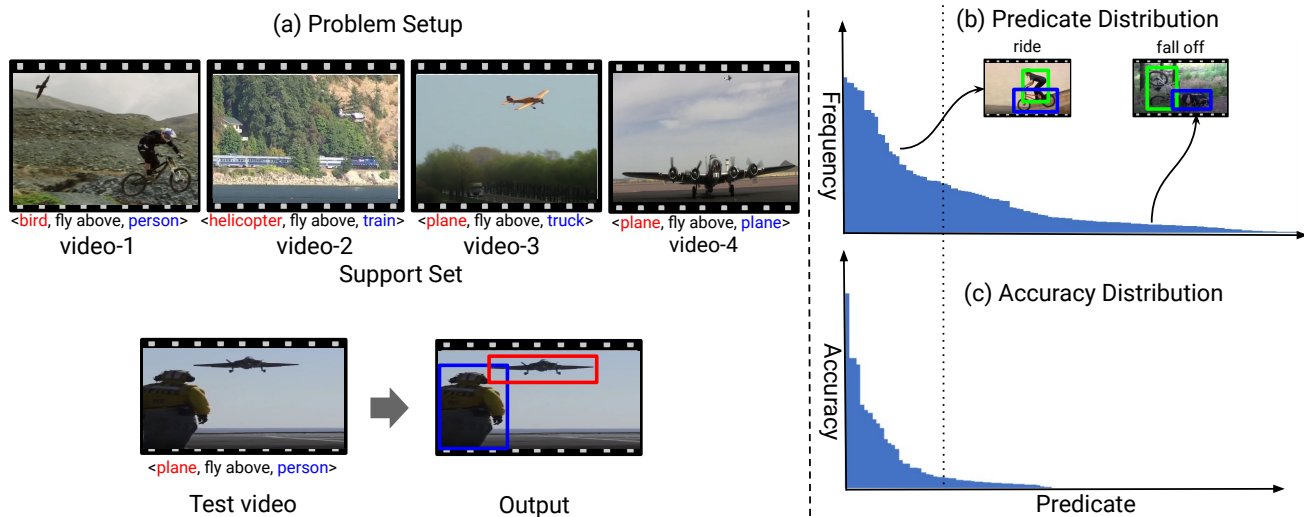 (a) Problem Setup
<bird, fly above, person>
video-1
<helicopter, fly above, train>
video-2
<plane, fly above, truck>
video-3
<plane, fly above, plane>
video-4
Support Set
<plane, fly above, person>
Test video
Output
(b) Predicate Distribution
ride
fall off
Frequency
(c) Accuracy Distribution
Accuracy
Predicate